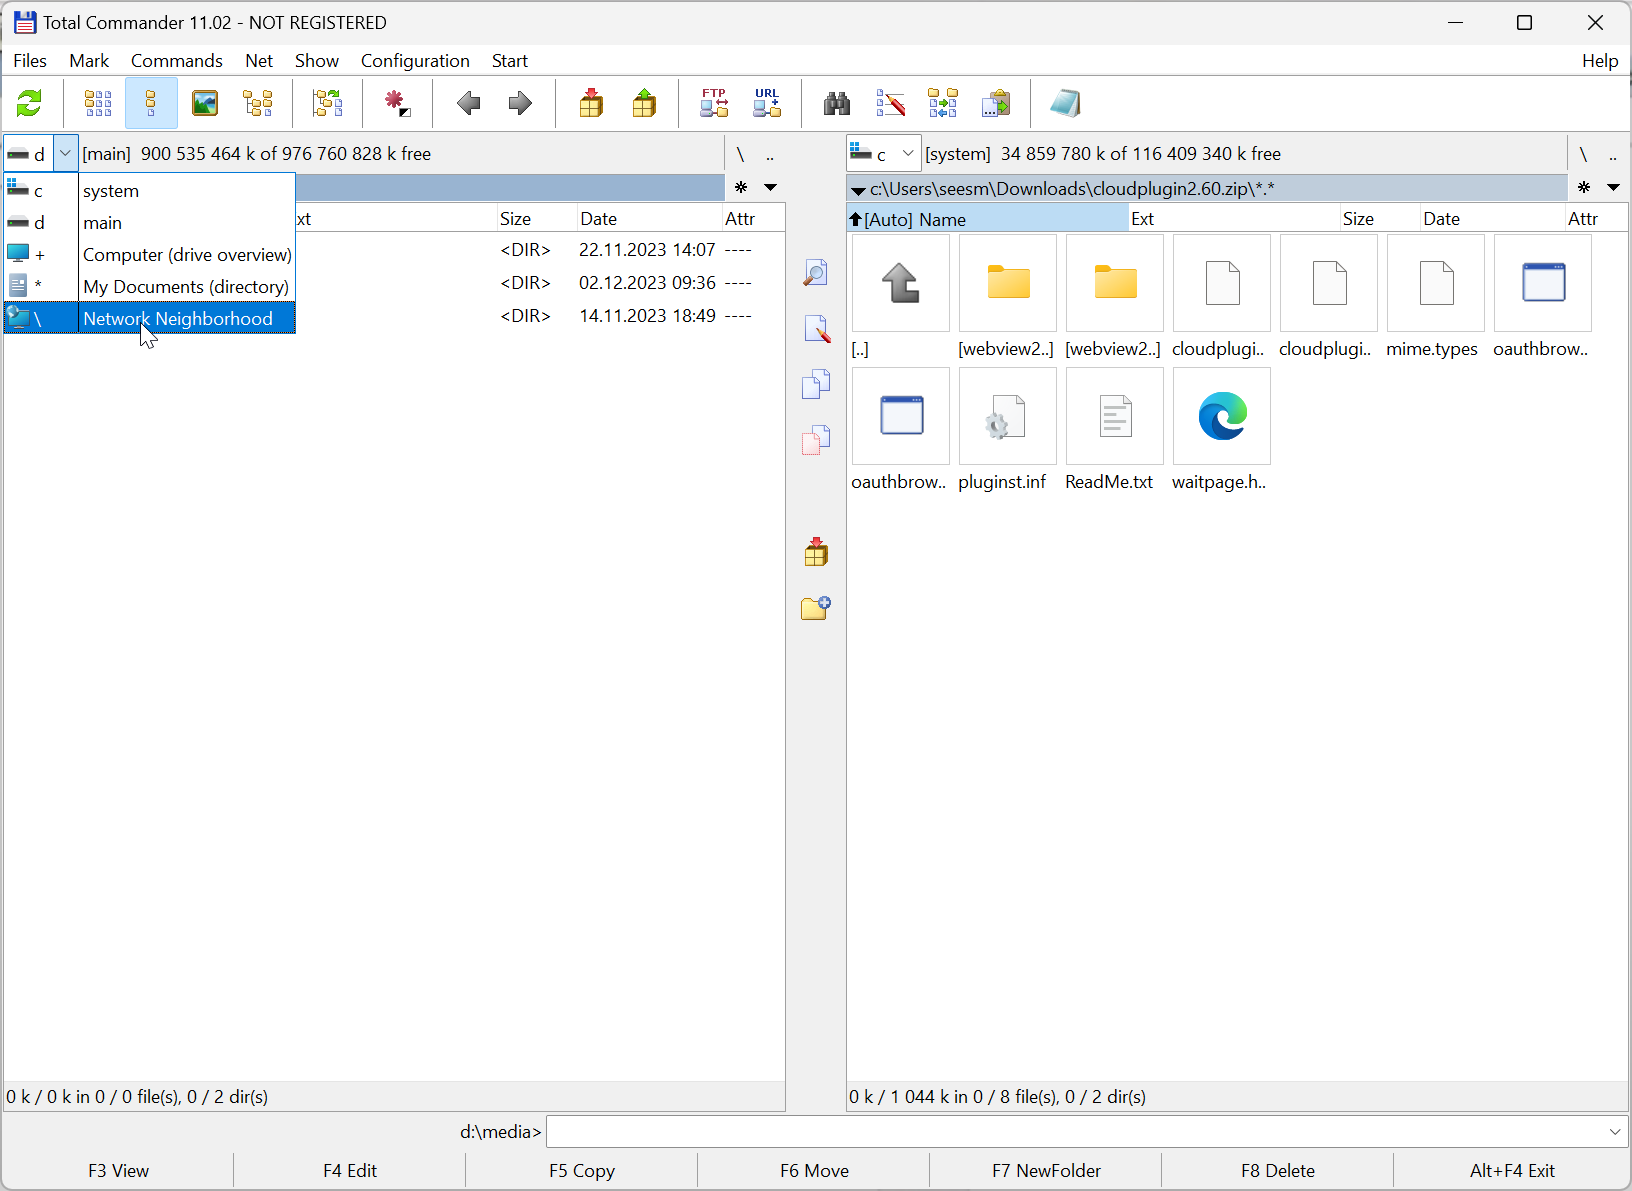 Total Commander 11.02 - NOT REGISTERED
Files Mark Commands Net Show Configuration Start Help
FTP URL
d [main] 900 535 464 k of 976 760 828 k free \ ..
c [system] 34 859 780 k of 116 409 340 k free \ ..
c system
d main
+ Computer (drive overview)
* My Documents (directory)
\ Network Neighborhood
* 
xt Size Date Attr
<DIR> 22.11.2023 14:07 ----
<DIR> 02.12.2023 09:36 ----
<DIR> 14.11.2023 18:49 ----
c:\Users\seesm\Downloads\cloudplugin2.60.zip\*.* *
[Auto] Name Ext Size Date Attr
[..] [webview2..] [webview2..] cloudplugi.. cloudplugi.. mime.types oauthbrow..
oauthbrow.. pluginst.inf ReadMe.txt waitpage.h..
0 k / 0 k in 0 / 0 file(s), 0 / 2 dir(s)
0 k / 1 044 k in 0 / 8 file(s), 0 / 2 dir(s)
d:\media>
F3 View F4 Edit F5 Copy F6 Move F7 NewFolder F8 Delete Alt+F4 Exit